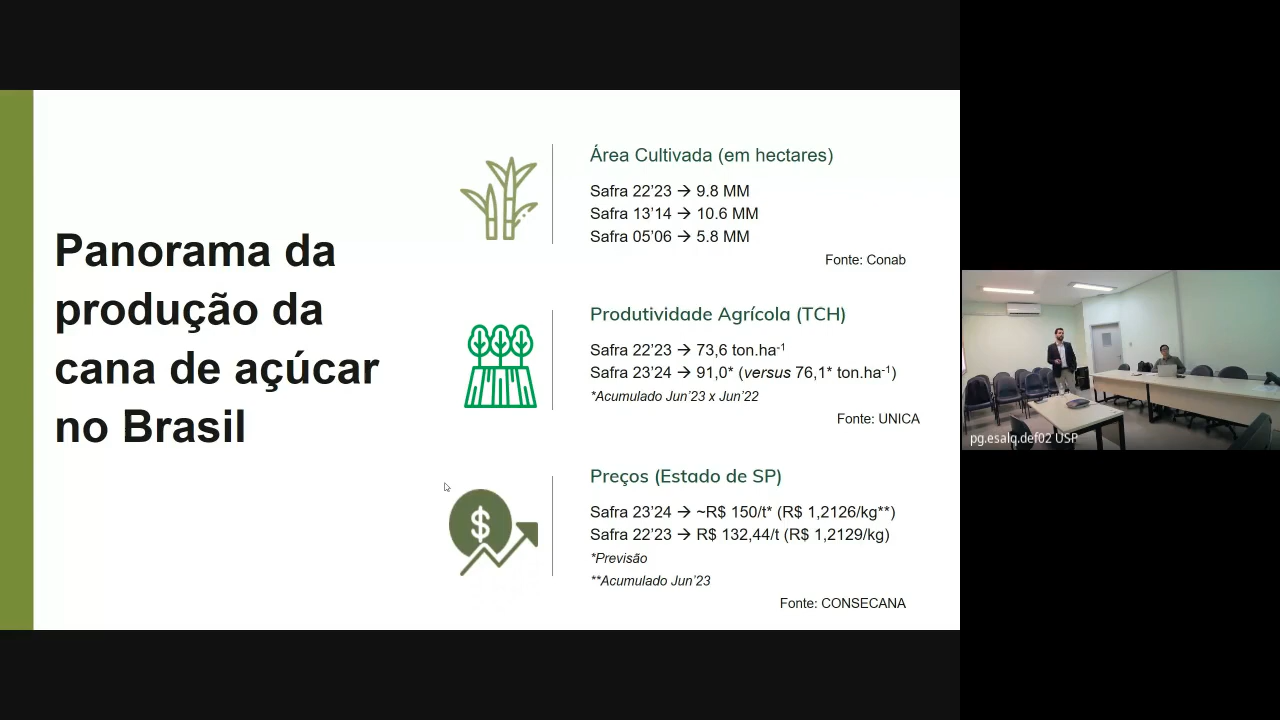 Panorama da
produção da
cana de açúcar
no Brasil
Área Cultivada (em hectares)
Safra 22’23 → 9.8 MM
Safra 13’14 → 10.6 MM
Safra 05’06 → 5.8 MM
Fonte: Conab
Produtividade Agrícola (TCH)
Safra 22’23 → 73,6 ton.ha⁻¹
Safra 23’24 → 91,0* (versus 76,1* ton.ha⁻¹)
*Acumulado Jun’23 x Jun’22
Fonte: UNICA
Preços (Estado de SP)
Safra 23’24 → ~R$ 150/t* (R$ 1,2126/kg**)
Safra 22’23 → R$ 132,44/t (R$ 1,2129/kg)
*Previsão
**Acumulado Jun’23
Fonte: CONSECANA
pg.esalq.def02 USP